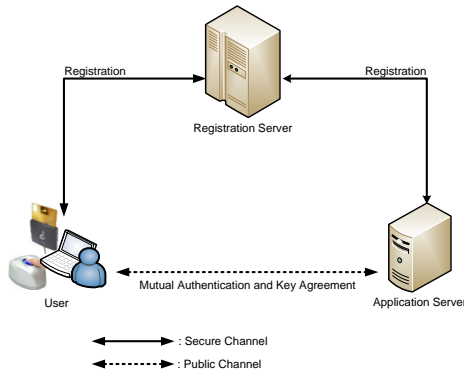 Registration
Registration
Registration Server
Mutual Authentication and Key Agreement
User
Application Server
: Secure Channel
: Public Channel